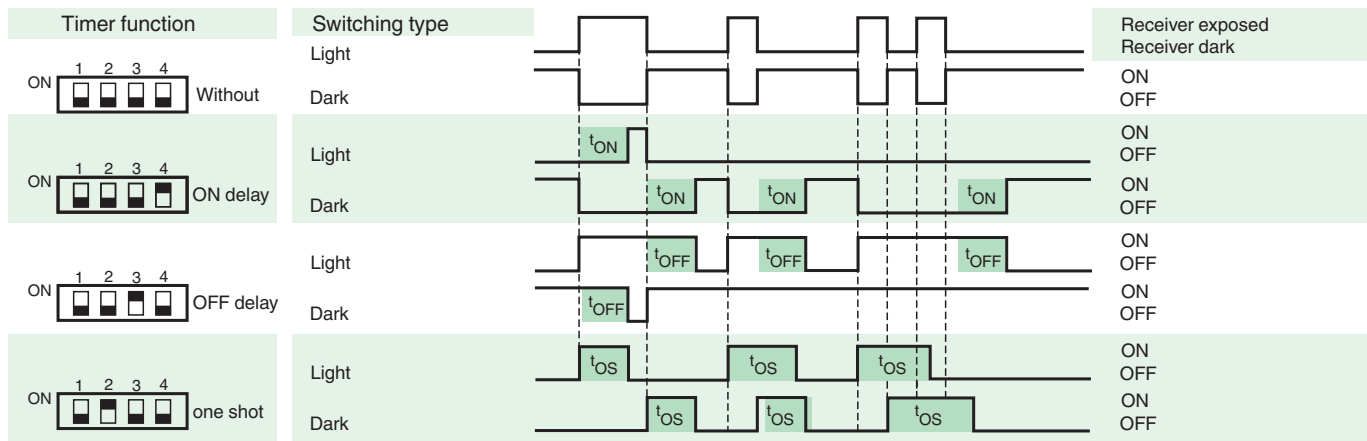 Timer function Switching type Receiver exposed
Light Receiver dark
1 2 3 4
ON Without Dark ON
OFF
Light tON ON
OFF
1 2 3 4
ON ON delay Dark tON tON tON ON
OFF
Light tOFF tOFF tOFF ON
OFF
1 2 3 4
ON OFF delay Dark tOFF ON
OFF
Light tOS tOS tOS ON
OFF
1 2 3 4
ON one shot Dark tOS tOS tOS ON
OFF